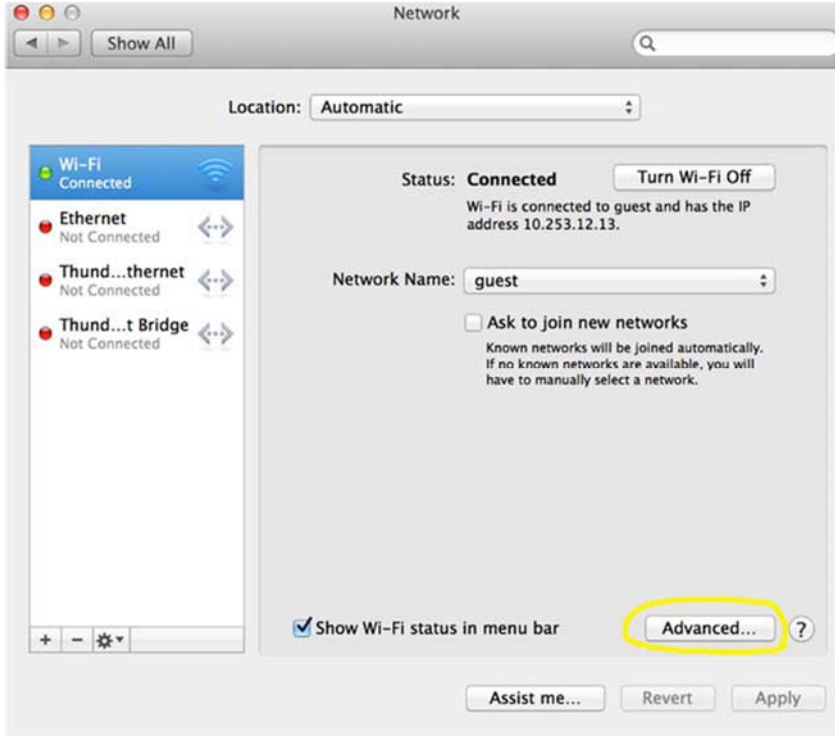 Network
Show All
Location: Automatic
Wi-Fi
Connected
Ethernet
Not Connected
Thund...thernet
Not Connected
Thund...t Bridge
Not Connected
Status: Connected
Turn Wi-Fi Off
Wi-Fi is connected to guest and has the IP
address 10.253.12.13.
Network Name: guest
Ask to join new networks
Known networks will be joined automatically.
If no known networks are available, you will
have to manually select a network.
Show Wi-Fi status in menu bar
Advanced...
?
+ -
Assist me...
Revert
Apply